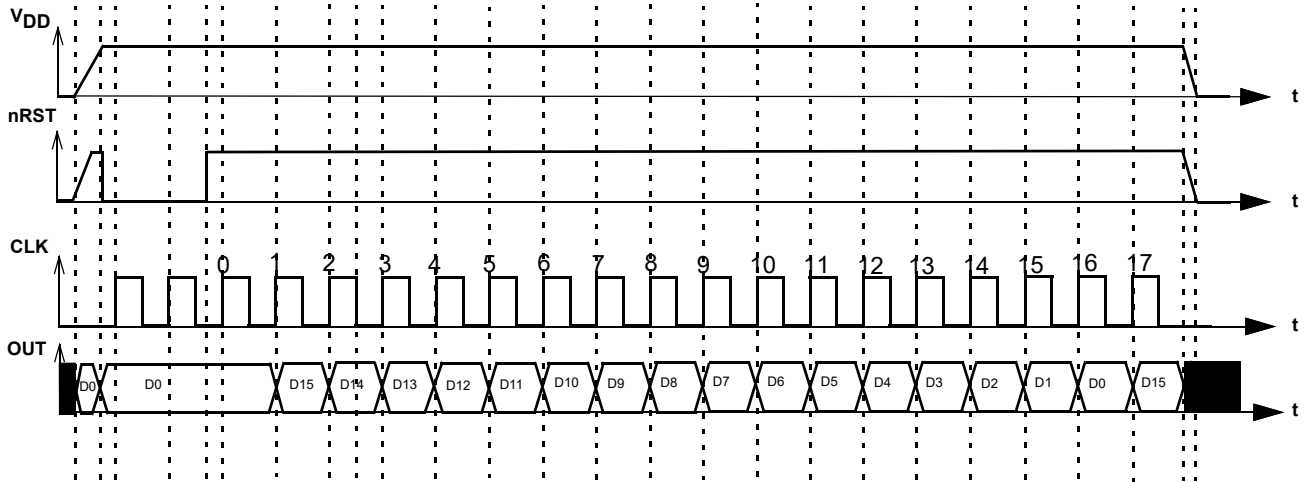 VDD
t
nRST
t
CLK
0 1 2 3 4 5 6 7 8 9 10 11 12 13 14 15 16 17
t
OUT
D0 D0 D15 D14 D13 D12 D11 D10 D9 D8 D7 D6 D5 D4 D3 D2 D1 D0 D15
t